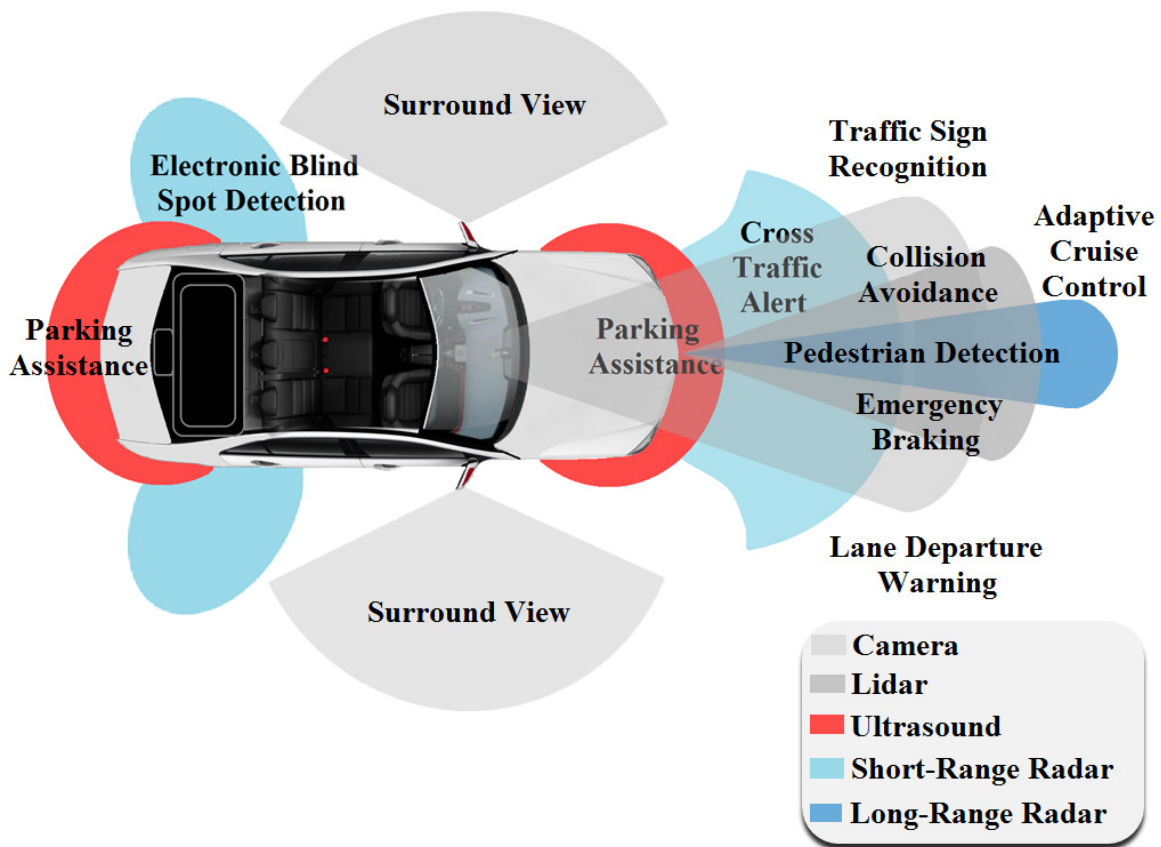 Surround View
Traffic Sign
Recognition
Electronic Blind
Spot Detection
Adaptive
Cruise
Control
Cross
Traffic
Alert
Collision
Avoidance
Parking
Assistance
Parking
Assistance
Pedestrian Detection
Emergency
Braking
Lane Departure
Warning
Surround View
Camera
Lidar
Ultrasound
Short-Range Radar
Long-Range Radar